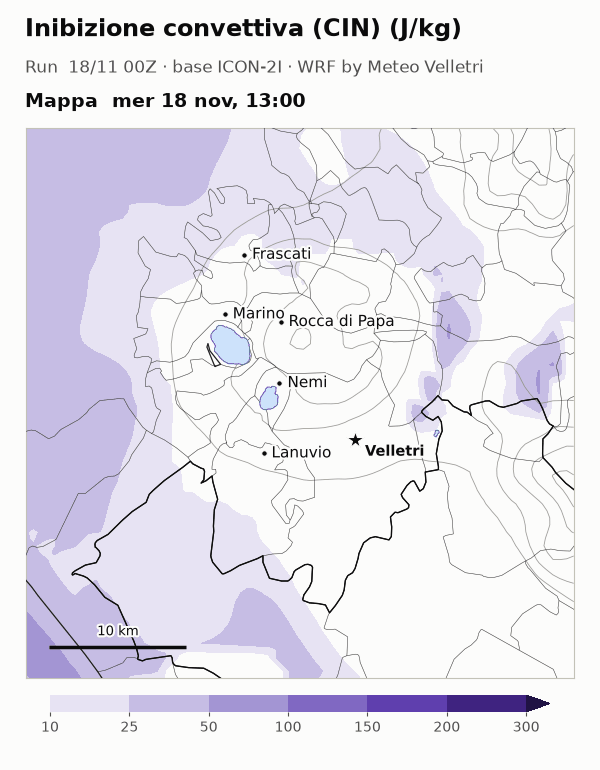 Inibizione convettiva (CIN) (J/kg)
Run  18/11 00Z · base ICON-2I · WRF by Meteo Velletri
Mappa  mer 18 nov, 13:00
Frascati
Marino
Rocca di Papa
Nemi
Velletri
Lanuvio
10 km
10 25 50 100 150 200 300